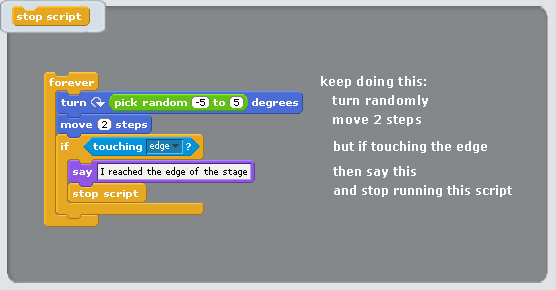 stop script
forever
turn pick random -5 to 5 degrees
move 2 steps
if touching edge ?
say I reached the edge of the stage
stop script
keep doing this:
turn randomly
move 2 steps
but if touching the edge
then say this
and stop running this script